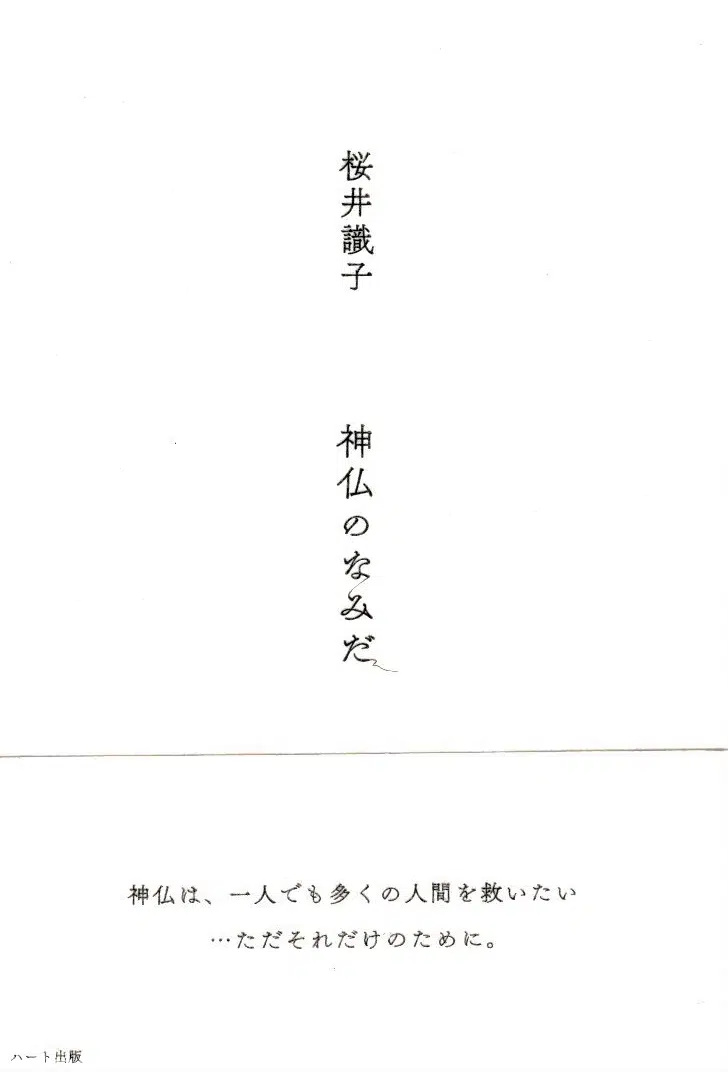 桜井識子
神仏のなみだ
神仏は、一人でも多くの人間を救いたい
…ただそれだけのために。
ハート出版